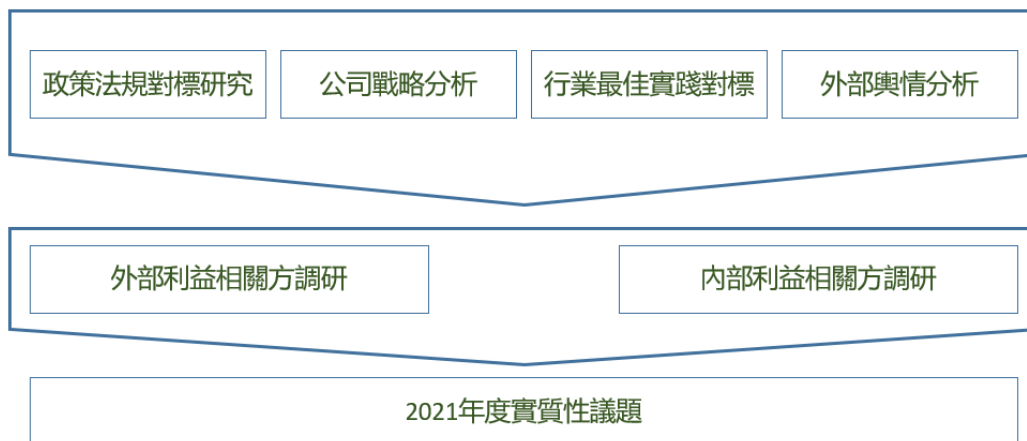 政策法規對標研究
公司戰略分析
行業最佳實踐對標
外部輿情分析
外部利益相關方調研
內部利益相關方調研
2021年度實質性議題